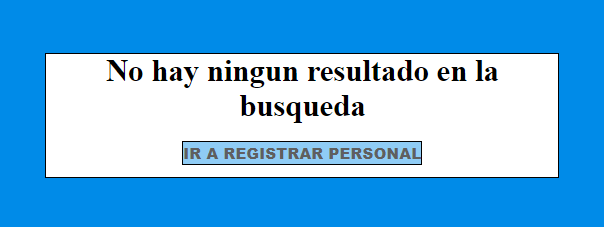 No hay ningun resultado en la
busqueda
IR A REGISTRAR PERSONAL